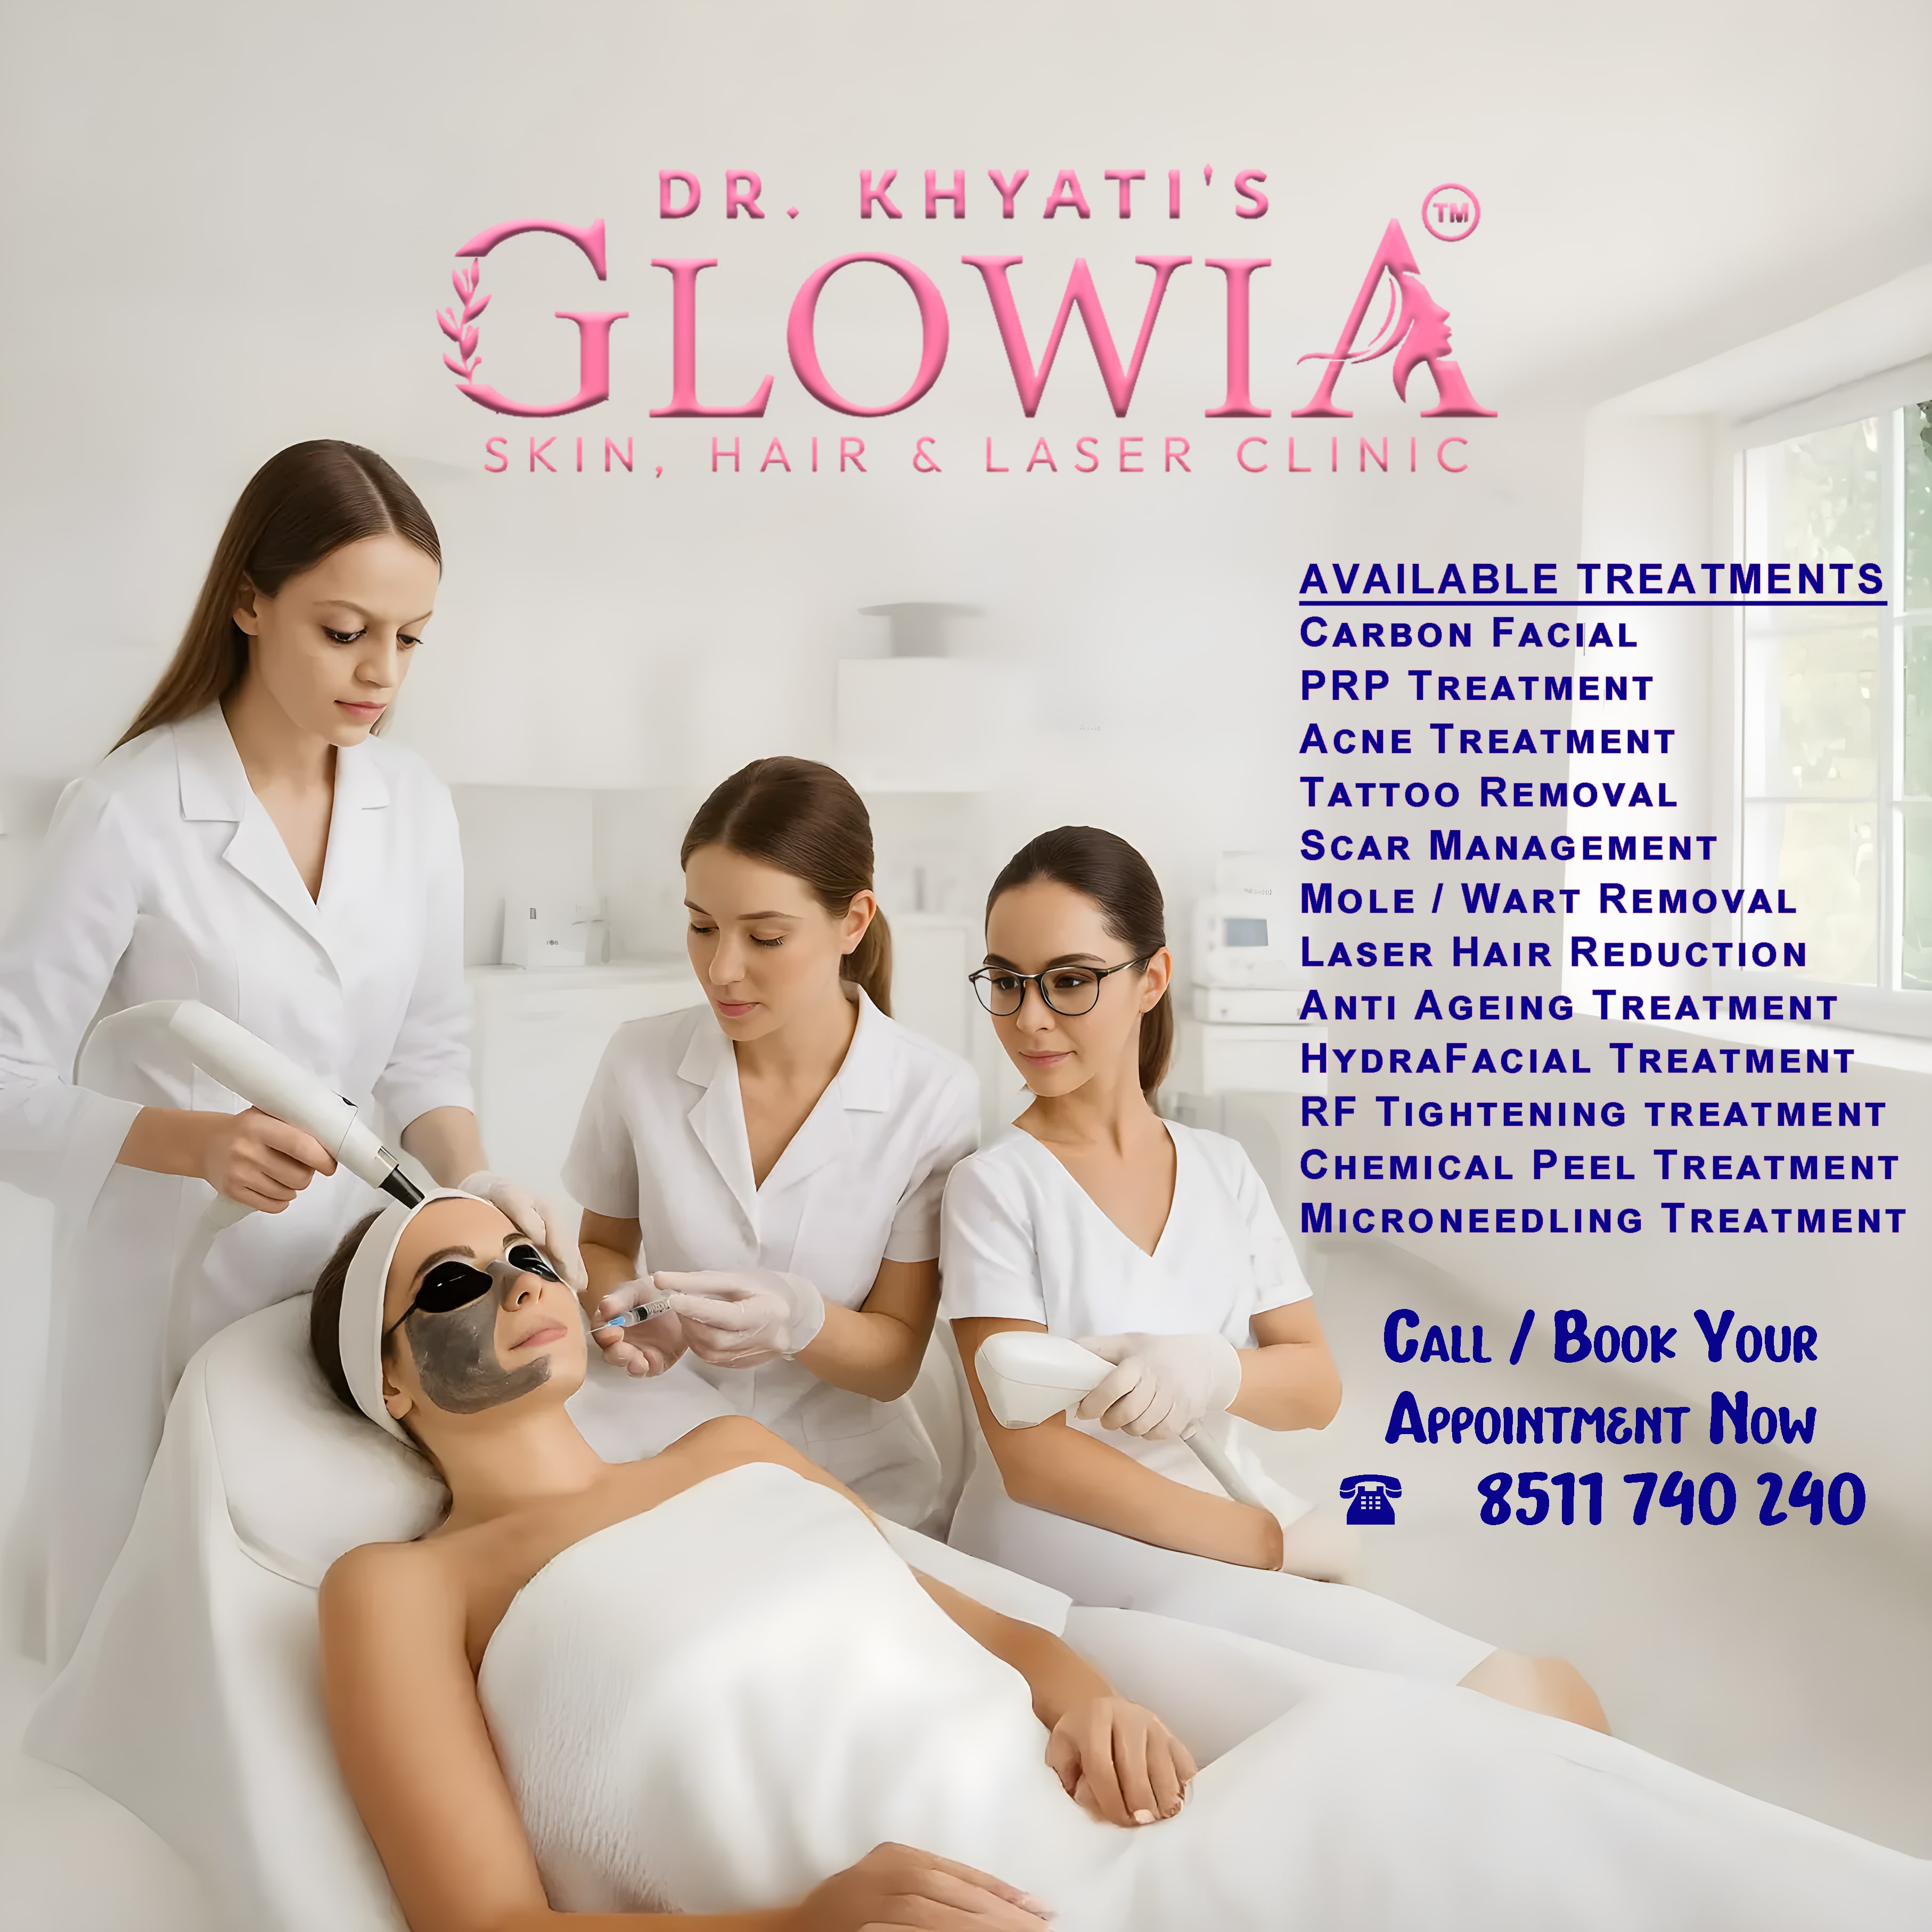 DR. KHYATI'S
GLOWIA TM
SKIN, HAIR & LASER CLINIC
AVAILABLE TREATMENTS
CARBON FACIAL
PRP TREATMENT
ACNE TREATMENT
TATTOO REMOVAL
SCAR MANAGEMENT
MOLE / WART REMOVAL
LASER HAIR REDUCTION
ANTI AGEING TREATMENT
HYDRAFACIAL TREATMENT
RF TIGHTENING TREATMENT
CHEMICAL PEEL TREATMENT
MICRONEEDLING TREATMENT
CALL / BOOK YOUR
APPOINTMENT NOW
☎ 8511 740 240